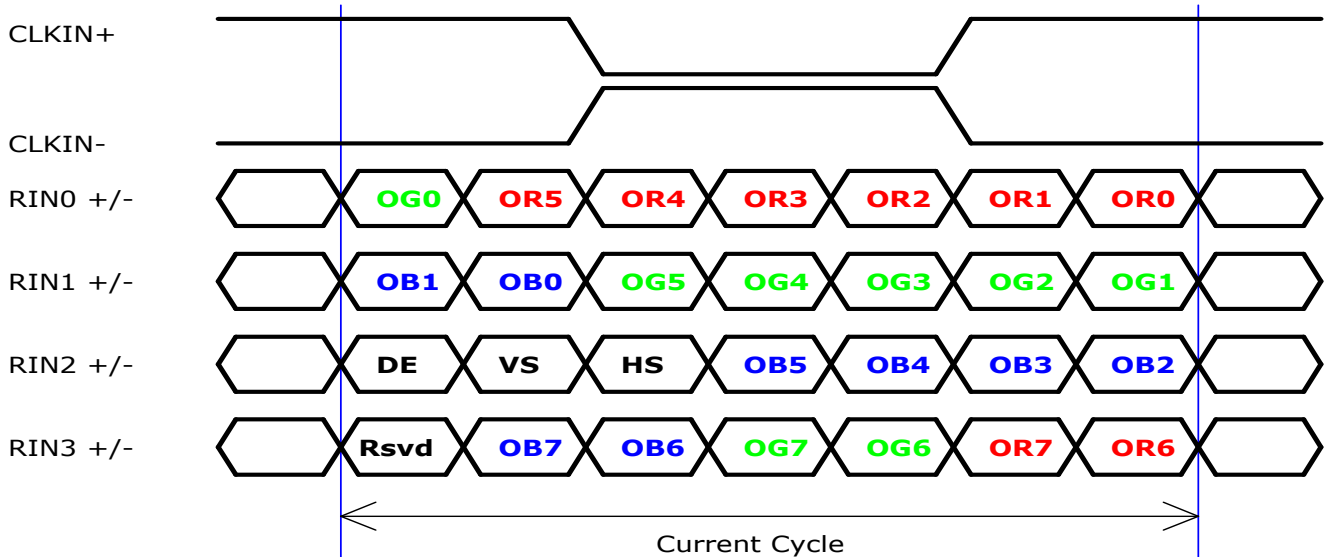 CLKIN+
CLKIN-
RIN0 +/- OG0 OR5 OR4 OR3 OR2 OR1 OR0
RIN1 +/- OB1 OB0 OG5 OG4 OG3 OG2 OG1
RIN2 +/- DE VS HS OB5 OB4 OB3 OB2
RIN3 +/- Rsvd OB7 OB6 OG7 OG6 OR7 OR6
Current Cycle